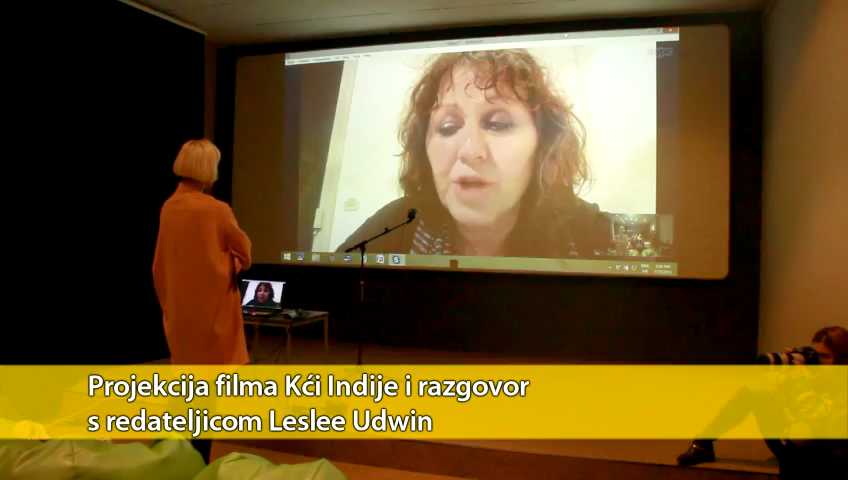 Projekcija filma Kći Indije i razgovor
s redateljicom Leslee Udwin